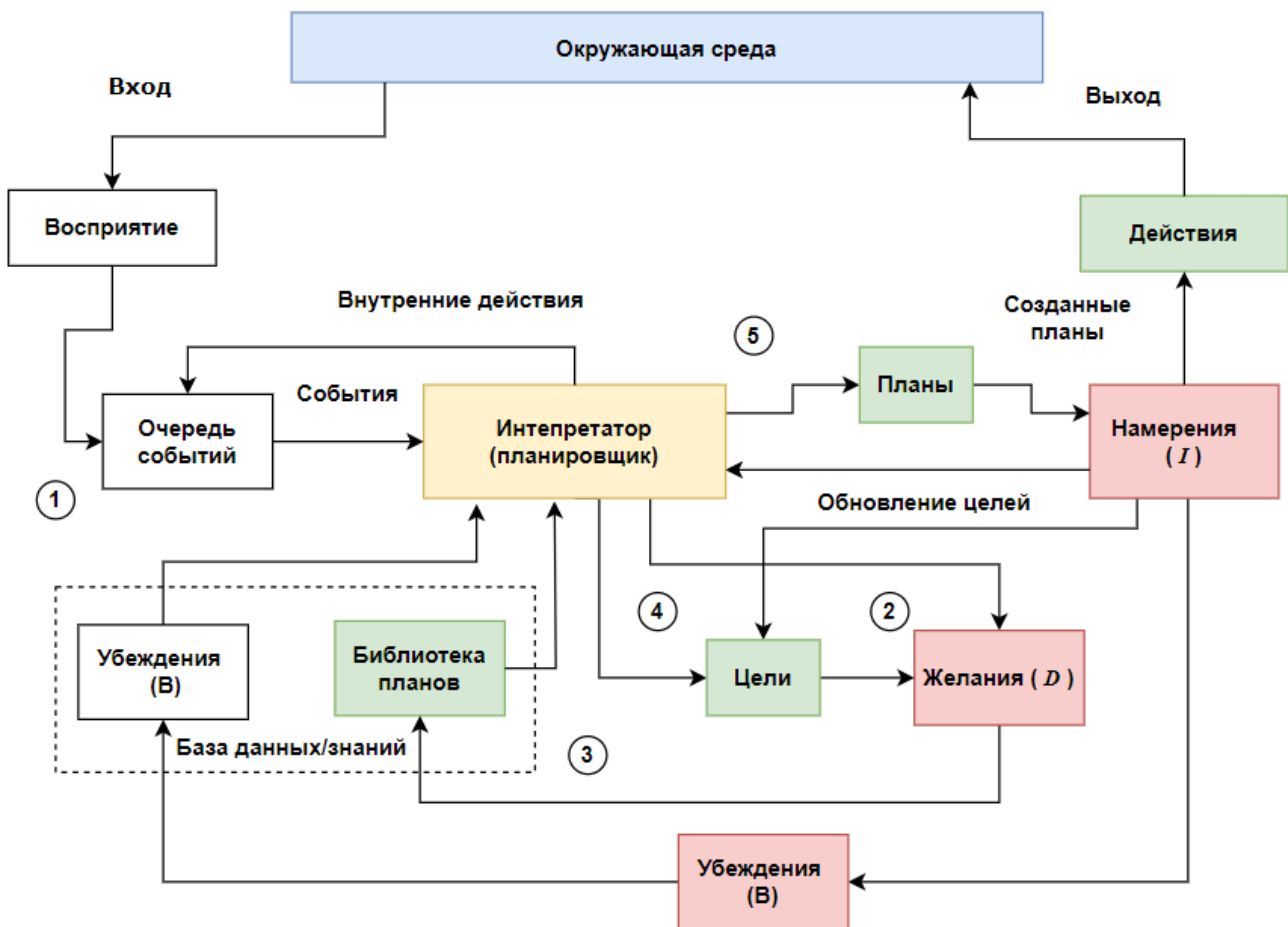 Окружающая среда
Вход
Выход
Восприятие
Действия
Внутренние действия
Созданные
планы
5
Планы
События
Очередь
событий
Интепретатор
(планировщик)
Намерения
( I )
1
Обновление целей
4
2
Убеждения
(В)
Библиотека
планов
Цели
Желания ( D )
База данных/знаний
3
Убеждения
(В)